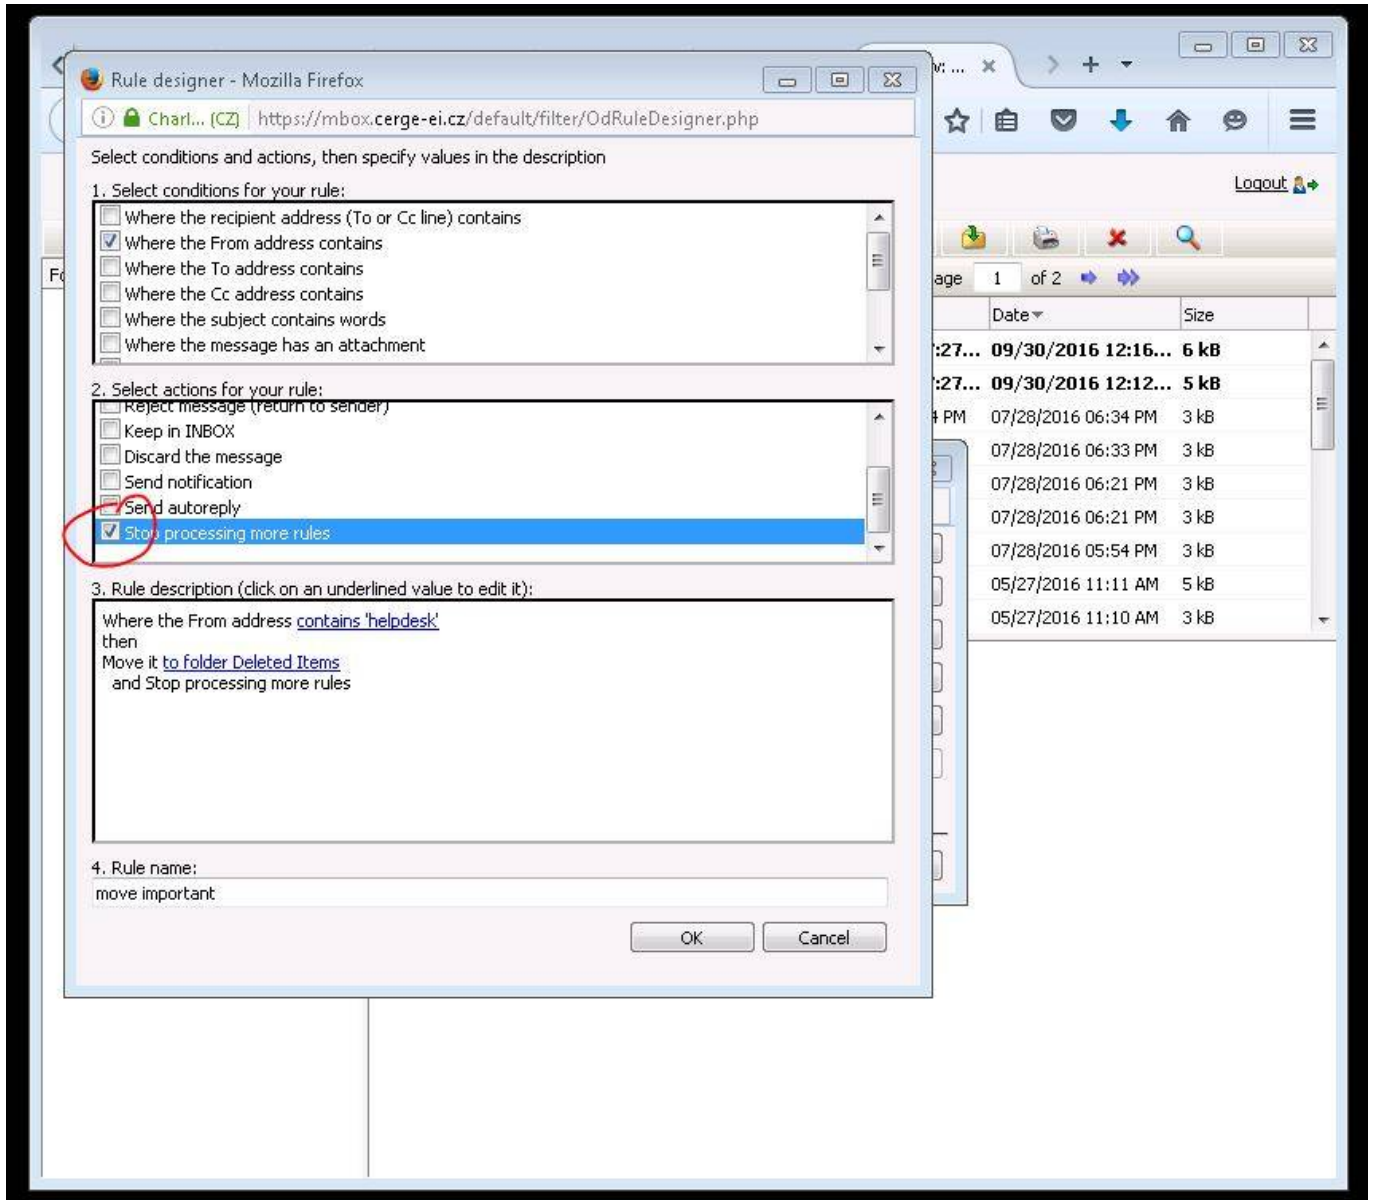 Rule designer - Mozilla Firefox
Charl... (CZ) https://mbox.cerge-ei.cz/default/filter/OdRuleDesigner.php
Select conditions and actions, then specify values in the description
1. Select conditions for your rule:
Where the recipient address (To or Cc line) contains
Where the From address contains
Where the To address contains
Where the Cc address contains
Where the subject contains words
Where the message has an attachment
2. Select actions for your rule:
Reject message (return to sender)
Keep in INBOX
Discard the message
Send notification
Send autoreply
Stop processing more rules
3. Rule description (click on an underlined value to edit it):
Where the From address contains 'helpdesk'
then
Move it to folder Deleted Items
and Stop processing more rules
4. Rule name:
move important
OK Cancel
Logout
age 1 of 2
Date Size
:27... 09/30/2016 12:16... 6 kB
:27... 09/30/2016 12:12... 5 kB
PM 07/28/2016 06:34 PM 3 kB
07/28/2016 06:33 PM 3 kB
07/28/2016 06:21 PM 3 kB
07/28/2016 06:21 PM 3 kB
07/28/2016 05:54 PM 3 kB
05/27/2016 11:11 AM 5 kB
05/27/2016 11:10 AM 3 kB